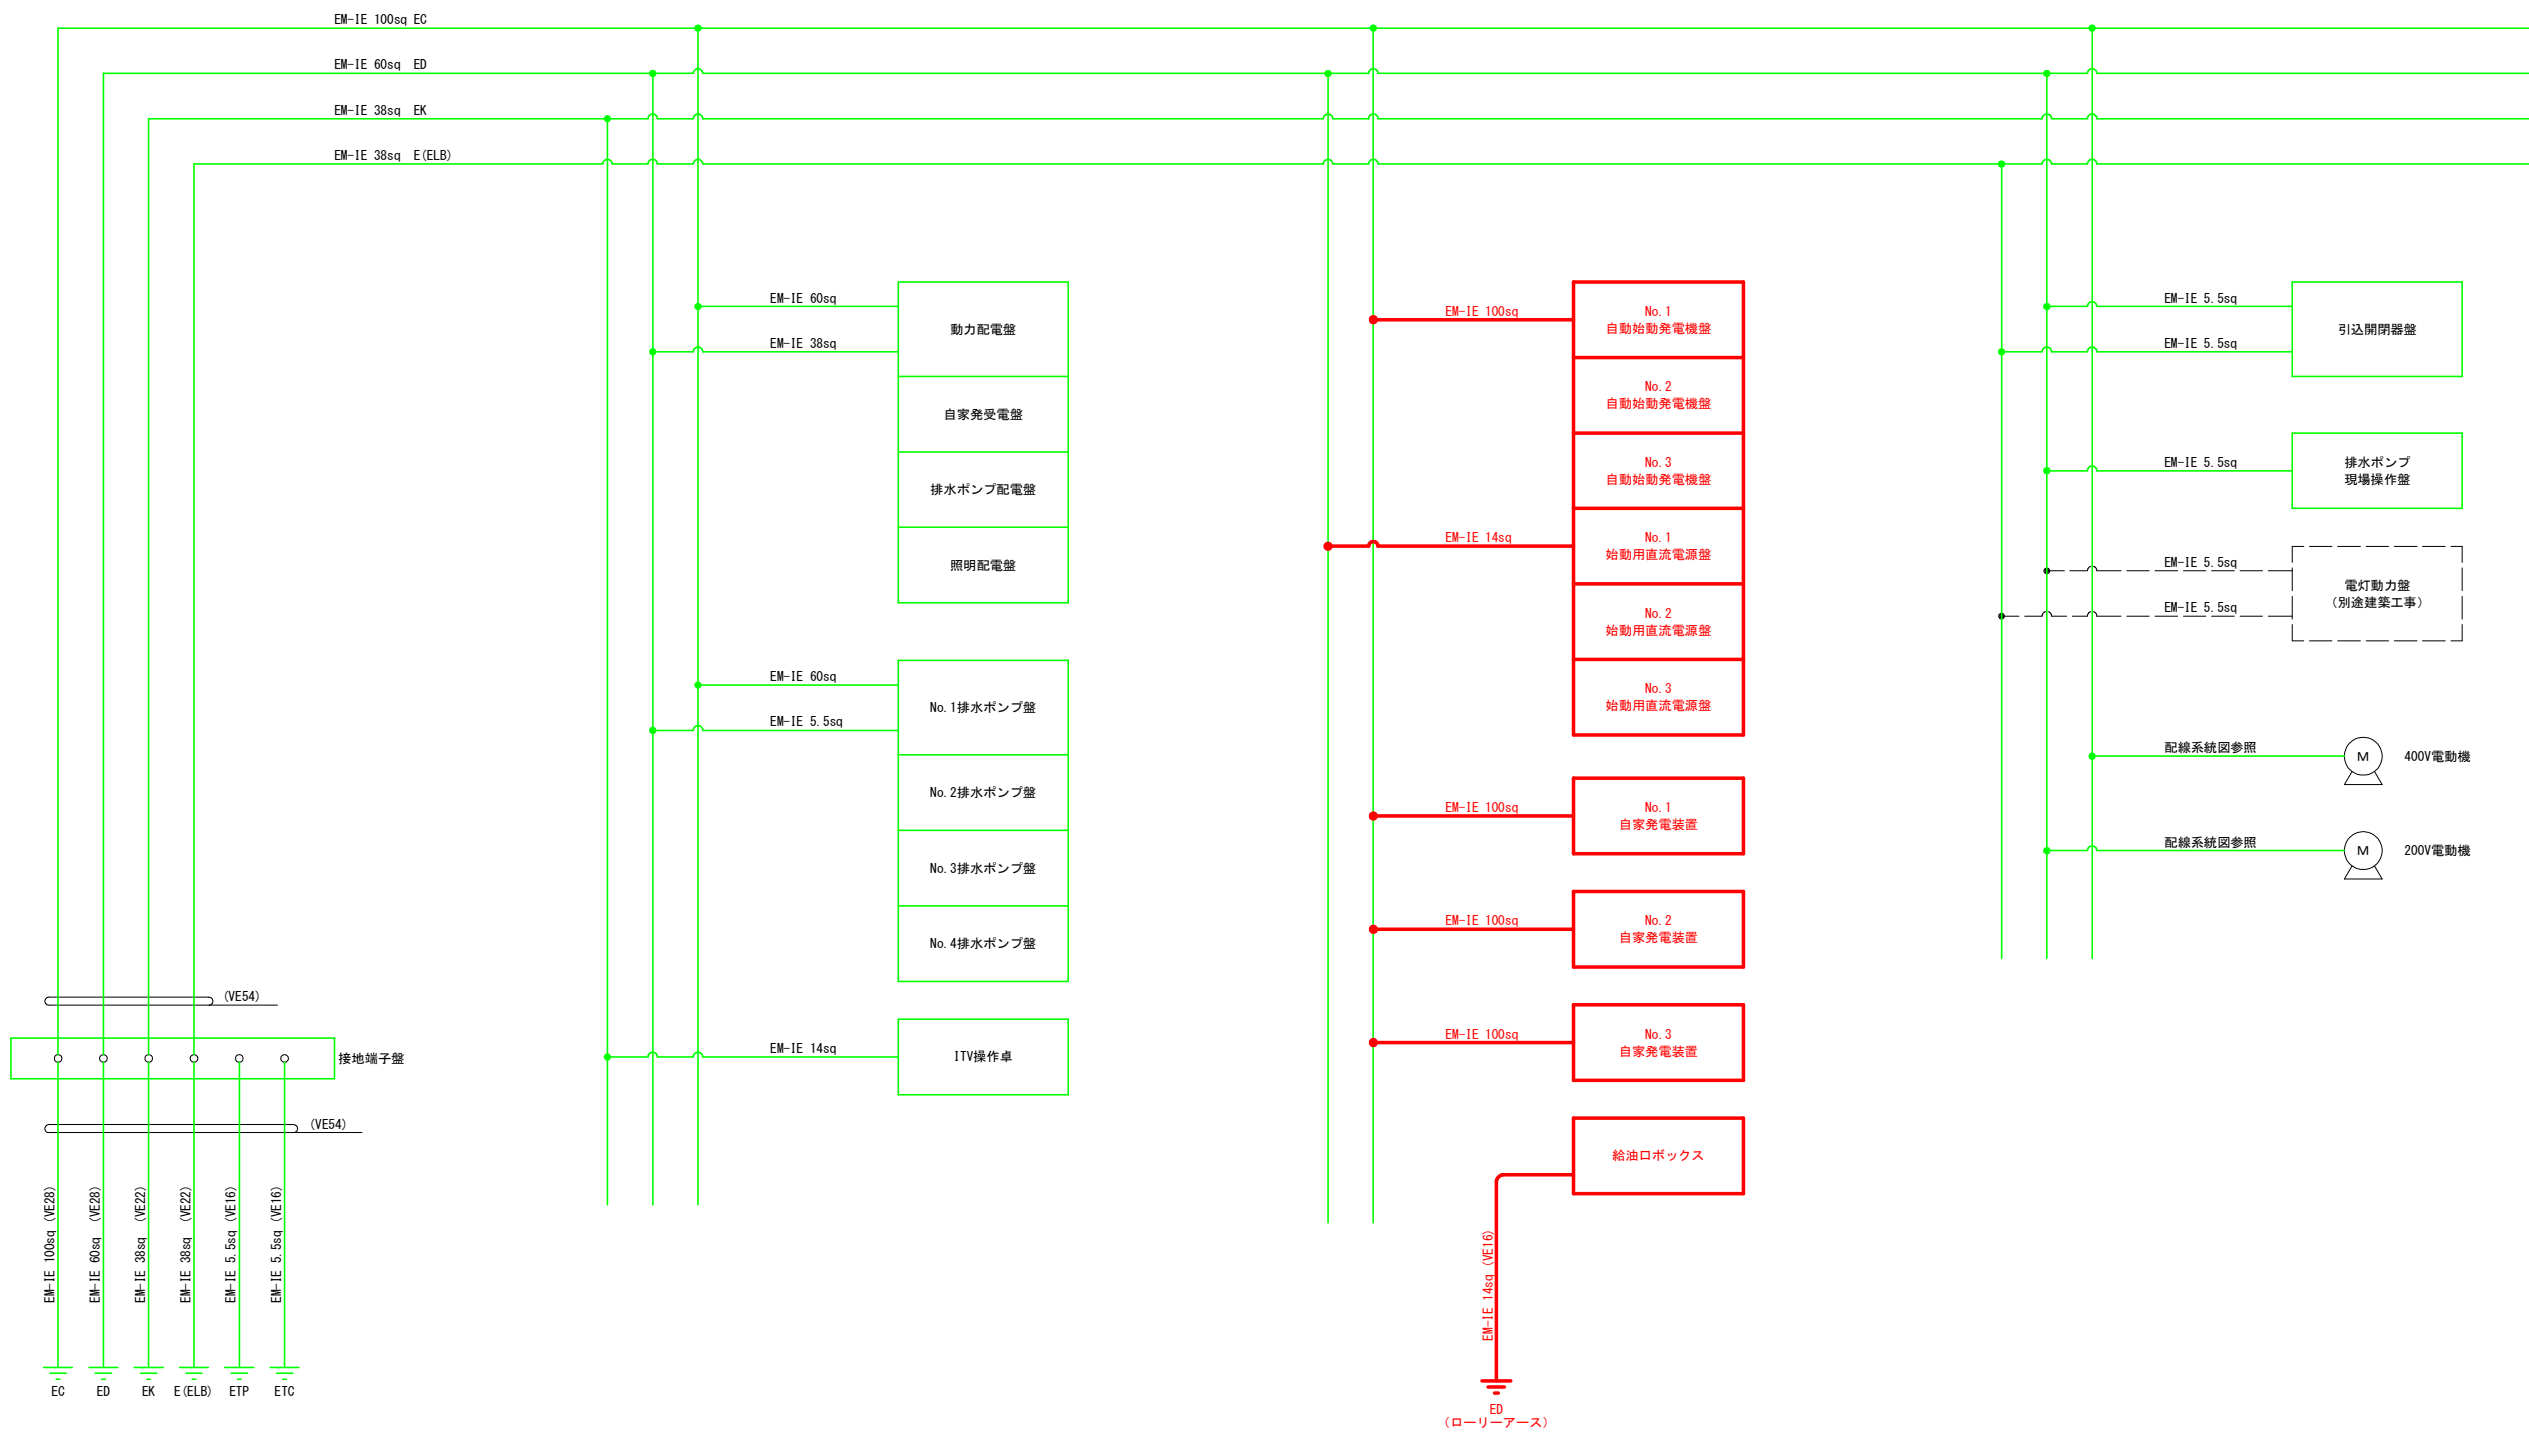 EM-IE 100sq EC
EM-IE 60sq ED
EM-IE 38sq EK
EM-IE 38sq E(ELB)
EM-IE 60sq
動力配電盤
EM-IE 38sq
自家発受電盤
排水ポンプ配電盤
照明配電盤
EM-IE 60sq
No.1排水ポンプ盤
EM-IE 5.5sq
No.2排水ポンプ盤
No.3排水ポンプ盤
No.4排水ポンプ盤
EM-IE 14sq
ITV操作卓
EM-IE 100sq
No.1
自動始動発電機盤
No.2
自動始動発電機盤
No.3
自動始動発電機盤
EM-IE 14sq
No.1
始動用直流電源盤
No.2
始動用直流電源盤
No.3
始動用直流電源盤
EM-IE 100sq
No.1
自家発電装置
EM-IE 100sq
No.2
自家発電装置
EM-IE 100sq
No.3
自家発電装置
給油口ボックス
EM-IE 14sq (VE16)
ED
(ローリーアース)
EM-IE 5.5sq
引込開閉器盤
EM-IE 5.5sq
EM-IE 5.5sq
排水ポンプ
現場操作盤
EM-IE 5.5sq
電灯動力盤
(別途建築工事)
EM-IE 5.5sq
配線系統図参照
M
400V電動機
配線系統図参照
M
200V電動機
(VE54)
接地端子盤
(VE54)
EM-IE 100sq (VE28)
EM-IE 60sq (VE28)
EM-IE 38sq (VE22)
EM-IE 38sq (VE22)
EM-IE 5.5sq (VE16)
EM-IE 5.5sq (VE16)
EC
ED
EK
E(ELB)
ETP
ETC